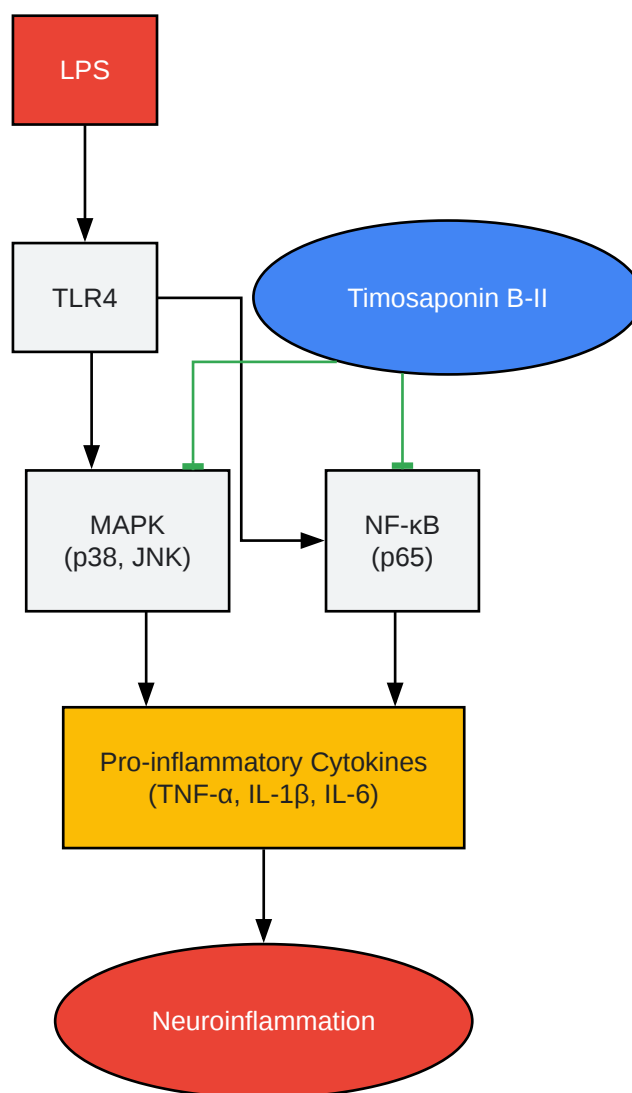 LPS
TLR4
Timosaponin B-II
MAPK
(p38, JNK)
NF-κB
(p65)
Pro-inflammatory Cytokines
(TNF-α, IL-1β, IL-6)
Neuroinflammation